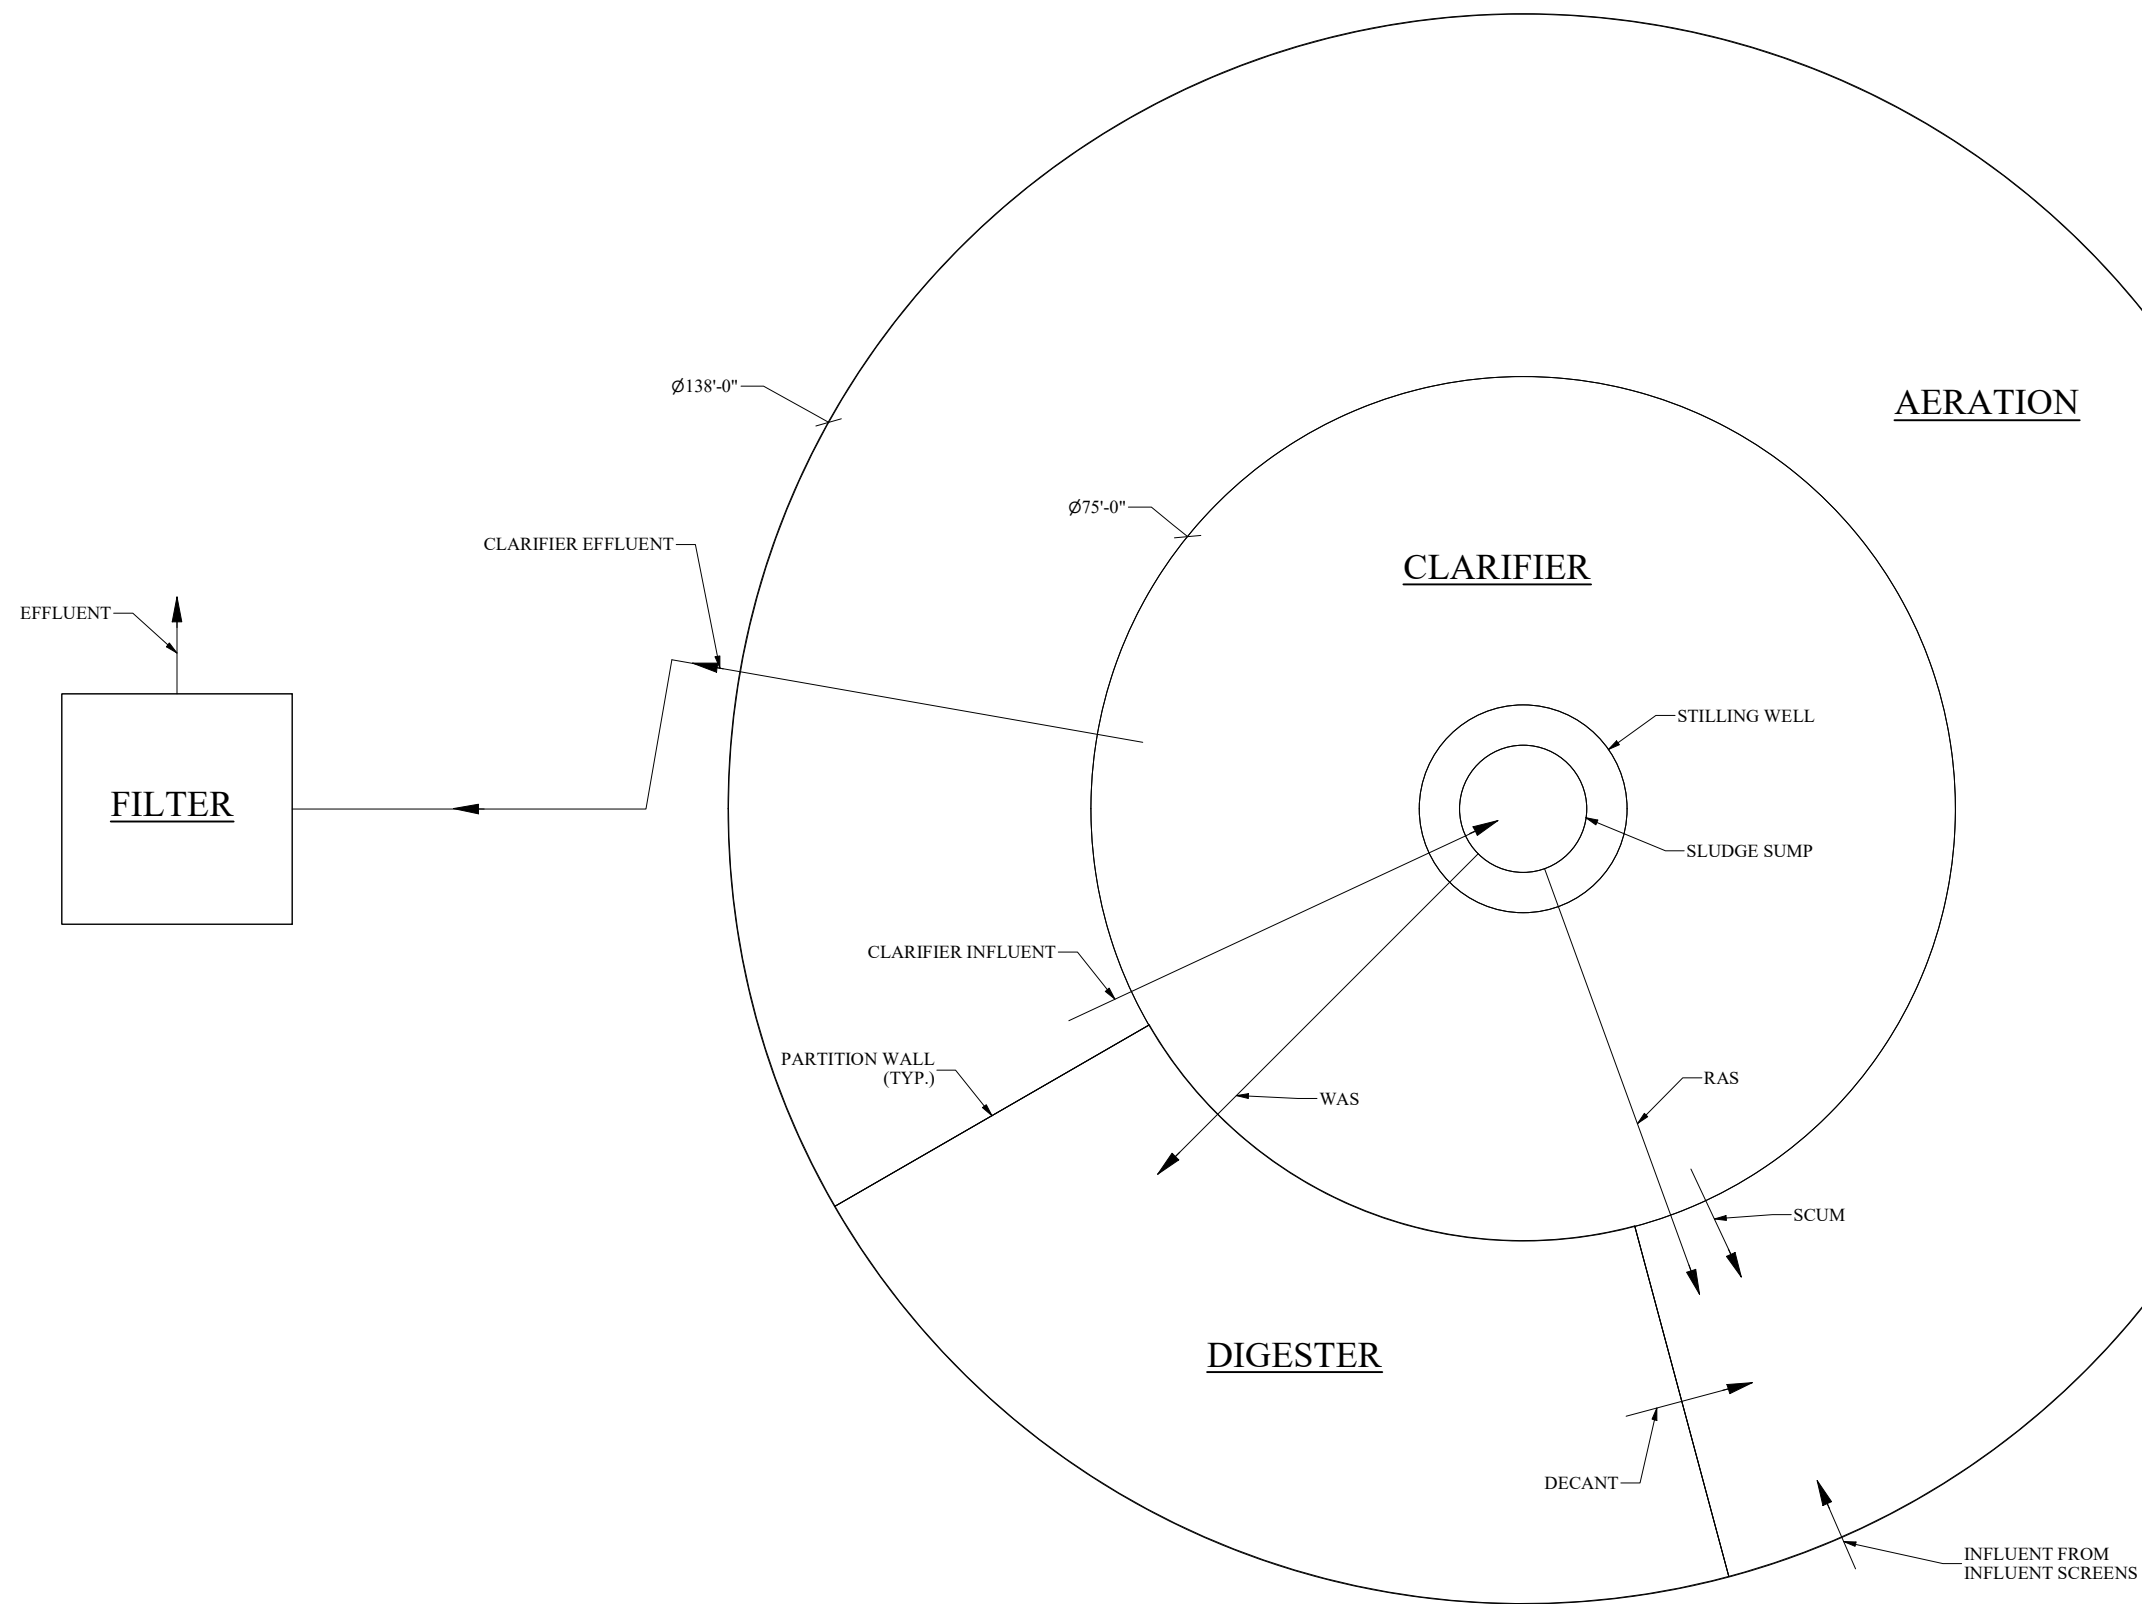 Ø138'-0"
AERATION
Ø75'-0"
CLARIFIER EFFLUENT
CLARIFIER
EFFLUENT
STILLING WELL
FILTER
SLUDGE SUMP
CLARIFIER INFLUENT
PARTITION WALL
(TYP.)
RAS
WAS
SCUM
DIGESTER
DECANT
INFLUENT FROM
INFLUENT SCREENS